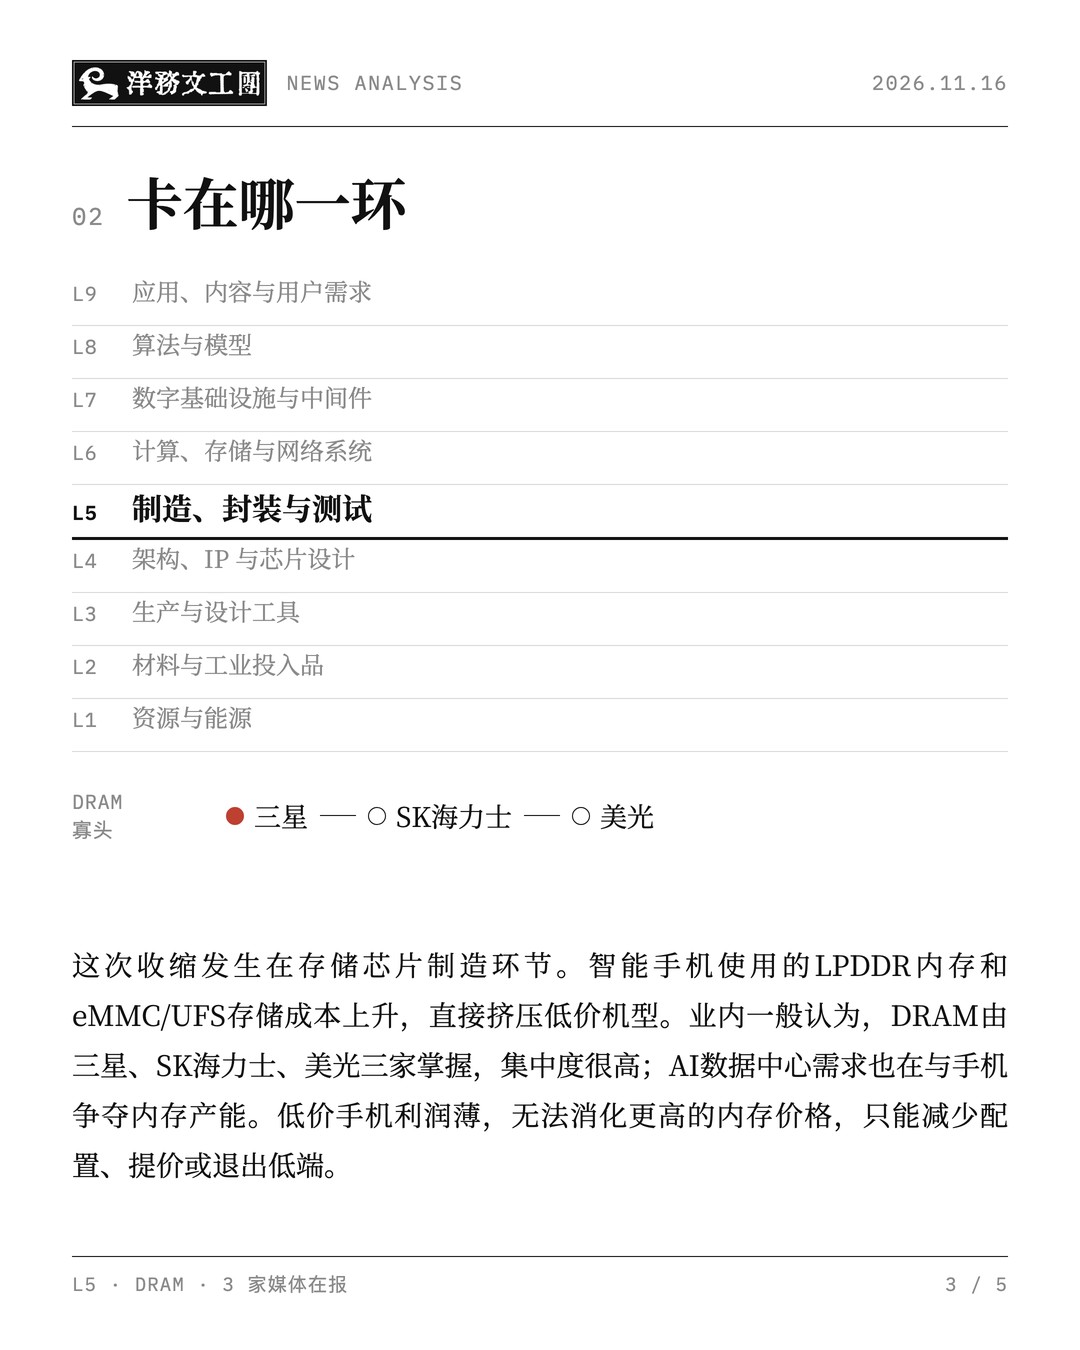 洋務文工團 NEWS ANALYSIS 2026.11.16
02 卡在哪一环
L9 应用、内容与用户需求
L8 算法与模型
L7 数字基础设施与中间件
L6 计算、存储与网络系统
L5 制造、封装与测试
L4 架构、IP 与芯片设计
L3 生产与设计工具
L2 材料与工业投入品
L1 资源与能源
DRAM
寡头
三星 — SK海力士 — 美光
这次收缩发生在存储芯片制造环节。智能手机使用的LPDDR内存和
eMMC/UFS存储成本上升，直接挤压低价机型。业内一般认为，DRAM由
三星、SK海力士、美光三家掌握，集中度很高；AI数据中心需求也在与手机
争夺内存产能。低价手机利润薄，无法消化更高的内存价格，只能减少配
置、提价或退出低端。
L5 · DRAM · 3 家媒体在报 3 / 5